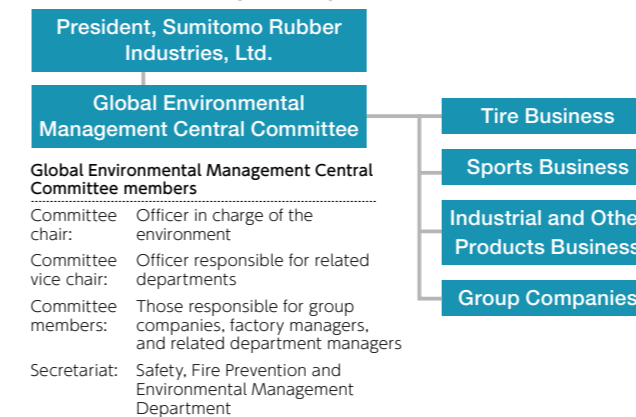 President, Sumitomo Rubber
Industries, Ltd.
Global Environmental
Management Central Committee
Global Environmental Management Central
Committee members
Committee chair: Officer in charge of the environment
Committee vice chair: Officer responsible for related departments
Committee members: Those responsible for group companies, factory managers, and related department managers
Secretariat: Safety, Fire Prevention and Environmental Management Department
Tire Business
Sports Business
Industrial and Othe
Products Business
Group Companies